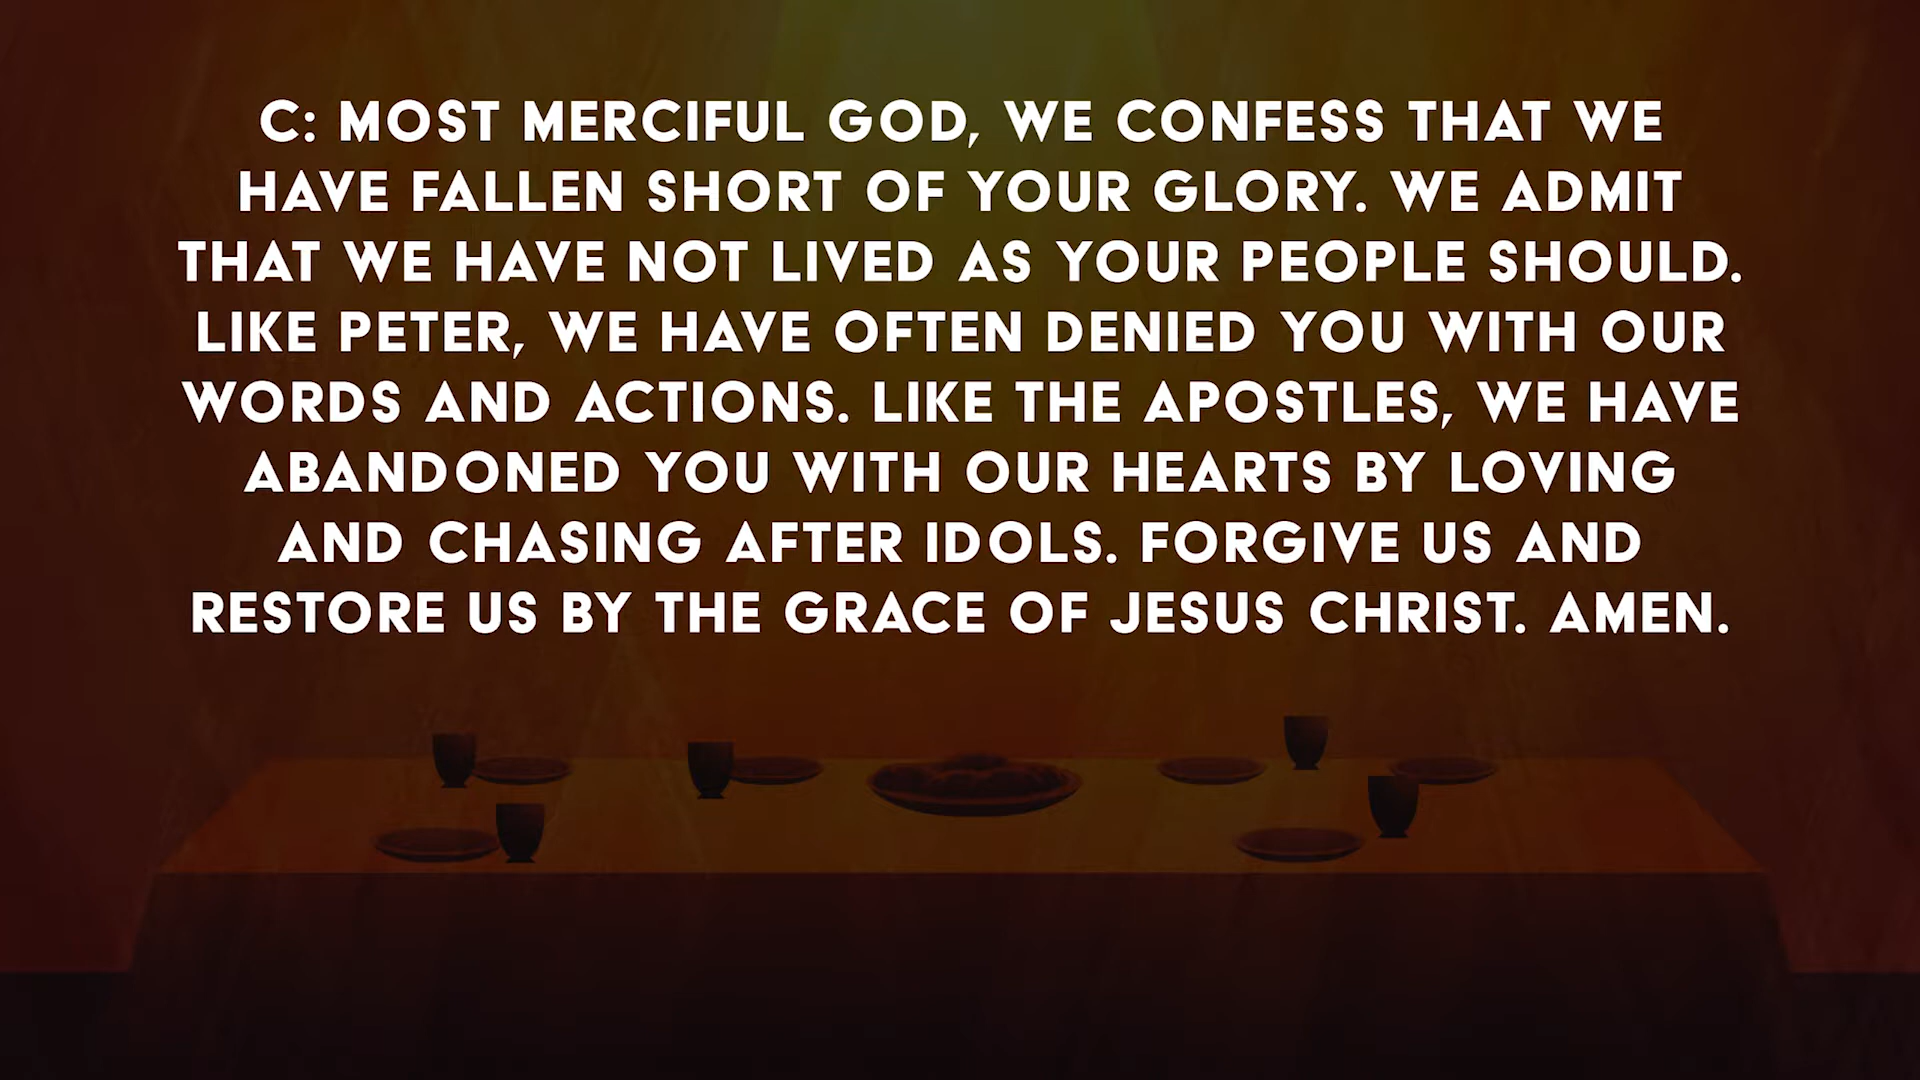 C: MOST MERCIFUL GOD, WE CONFESS THAT WE
HAVE FALLEN SHORT OF YOUR GLORY. WE ADMIT
THAT WE HAVE NOT LIVED AS YOUR PEOPLE SHOULD.
LIKE PETER, WE HAVE OFTEN DENIED YOU WITH OUR
WORDS AND ACTIONS. LIKE THE APOSTLES, WE HAVE
ABANDONED YOU WITH OUR HEARTS BY LOVING
AND CHASING AFTER IDOLS. FORGIVE US AND
RESTORE US BY THE GRACE OF JESUS CHRIST. AMEN.